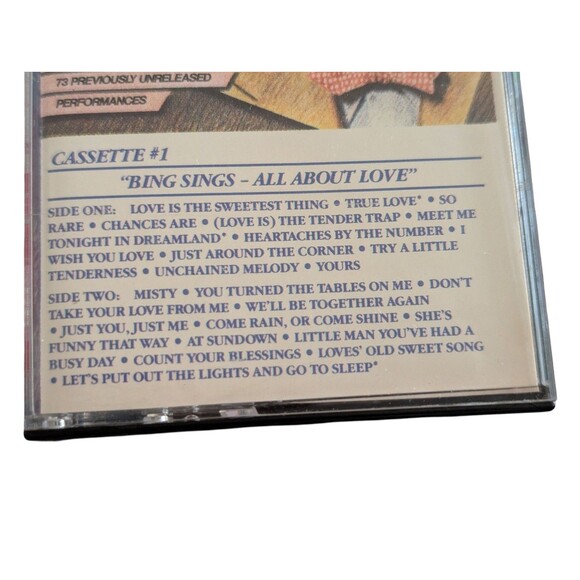 73 PREVIOUSLY UNRELEASED
PERFORMANCES
CASSETTE #1
"BING SINGS – ALL ABOUT LOVE"
SIDE ONE: LOVE IS THE SWEETEST THING • TRUE LOVE* • SO
RARE • CHANCES ARE • (LOVE IS) THE TENDER TRAP • MEET ME
TONIGHT IN DREAMLAND* • HEARTACHES BY THE NUMBER • I
WISH YOU LOVE • JUST AROUND THE CORNER • TRY A LITTLE
TENDERNESS • UNCHAINED MELODY • YOURS
SIDE TWO: MISTY • YOU TURNED THE TABLES ON ME • DON'T
TAKE YOUR LOVE FROM ME • WE'LL BE TOGETHER AGAIN
• JUST YOU, JUST ME • COME RAIN, OR COME SHINE • SHE'S
FUNNY THAT WAY • AT SUNDOWN • LITTLE MAN YOU'VE HAD A
BUSY DAY • COUNT YOUR BLESSINGS • LOVES' OLD SWEET SONG
• LET'S PUT OUT THE LIGHTS AND GO TO SLEEP*